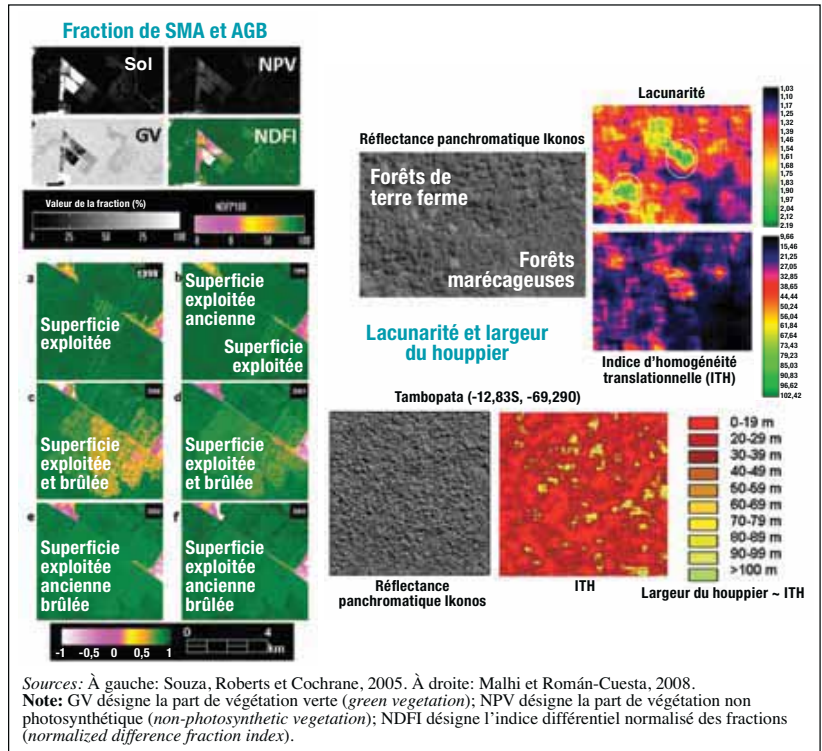 Fraction de SMA et AGB
Sol
NPV
GV
NDFI
Valeur de la fraction (%)
NDFI*100
0 25 50 75 100
0 50 100
a
1998
Superficie
exploitée
b
Superficie
exploitée
ancienne
Superficie
exploitée
c
Superficie
exploitée
et brûlée
d
Superficie
exploitée
et brûlée
e
Superficie
exploitée
ancienne
brûlée
f
Superficie
exploitée
ancienne
brûlée
-1 -0,5 0 0,5 1
0 4
km
Réflectance panchromatique Ikonos
Forêts de
terre ferme
Forêts
marécageuses
Lacunarité
1,03
1,10
1,17
1,25
1,32
1,39
1,46
1,54
1,61
1,68
1,75
1,83
1,90
1,97
2,04
2,12
2.19
9,66
15,46
21,25
27,05
32,85
38,65
44,44
50,24
56,04
61,84
67,64
73,43
79,23
85,03
90,83
96,62
102,42
Indice d'homogénéité
translationnelle (ITH)
Lacunarité et largeur
du houppier
Tambopata (-12,83S, -69,29O)
Réflectance
panchromatique Ikonos
ITH
0-19 m
20-29 m
30-39 m
40-49 m
50-59 m
60-69 m
70-79 m
80-89 m
90-99 m
>100 m
Largeur du houppier ~ ITH
Sources: À gauche: Souza, Roberts et Cochrane, 2005. À droite: Malhi et Román-Cuesta, 2008.
Note: GV désigne la part de végétation verte (green vegetation); NPV désigne la part de végétation non
photosynthétique (non-photosynthetic vegetation); NDFI désigne l'indice différentiel normalisé des fractions
(normalized difference fraction index).